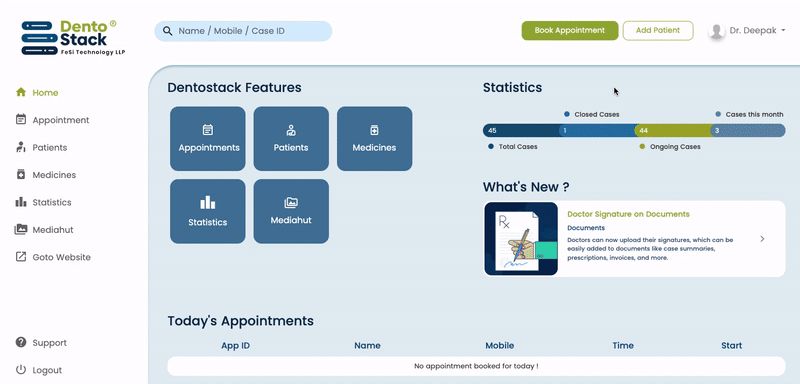 Dento®
Stack
FeSi Technology LLP
Name / Mobile / Case ID
Book Appointment
Add Patient
Dr. Deepak
Home
Appointment
Patients
Medicines
Statistics
Mediahut
Goto Website
Support
Logout
Dentostack Features
Appointments
Patients
Medicines
Statistics
Mediahut
Statistics
Closed Cases
Cases this month
45
1
44
3
Total Cases
Ongoing Cases
What's New ?
Rx
Doctor Signature on Documents
Documents
Doctors can now upload their signatures, which can be
easily added to documents like case summaries,
prescriptions, invoices, and more.
Today's Appointments
App ID Name Mobile Time Start
No appointment booked for today !